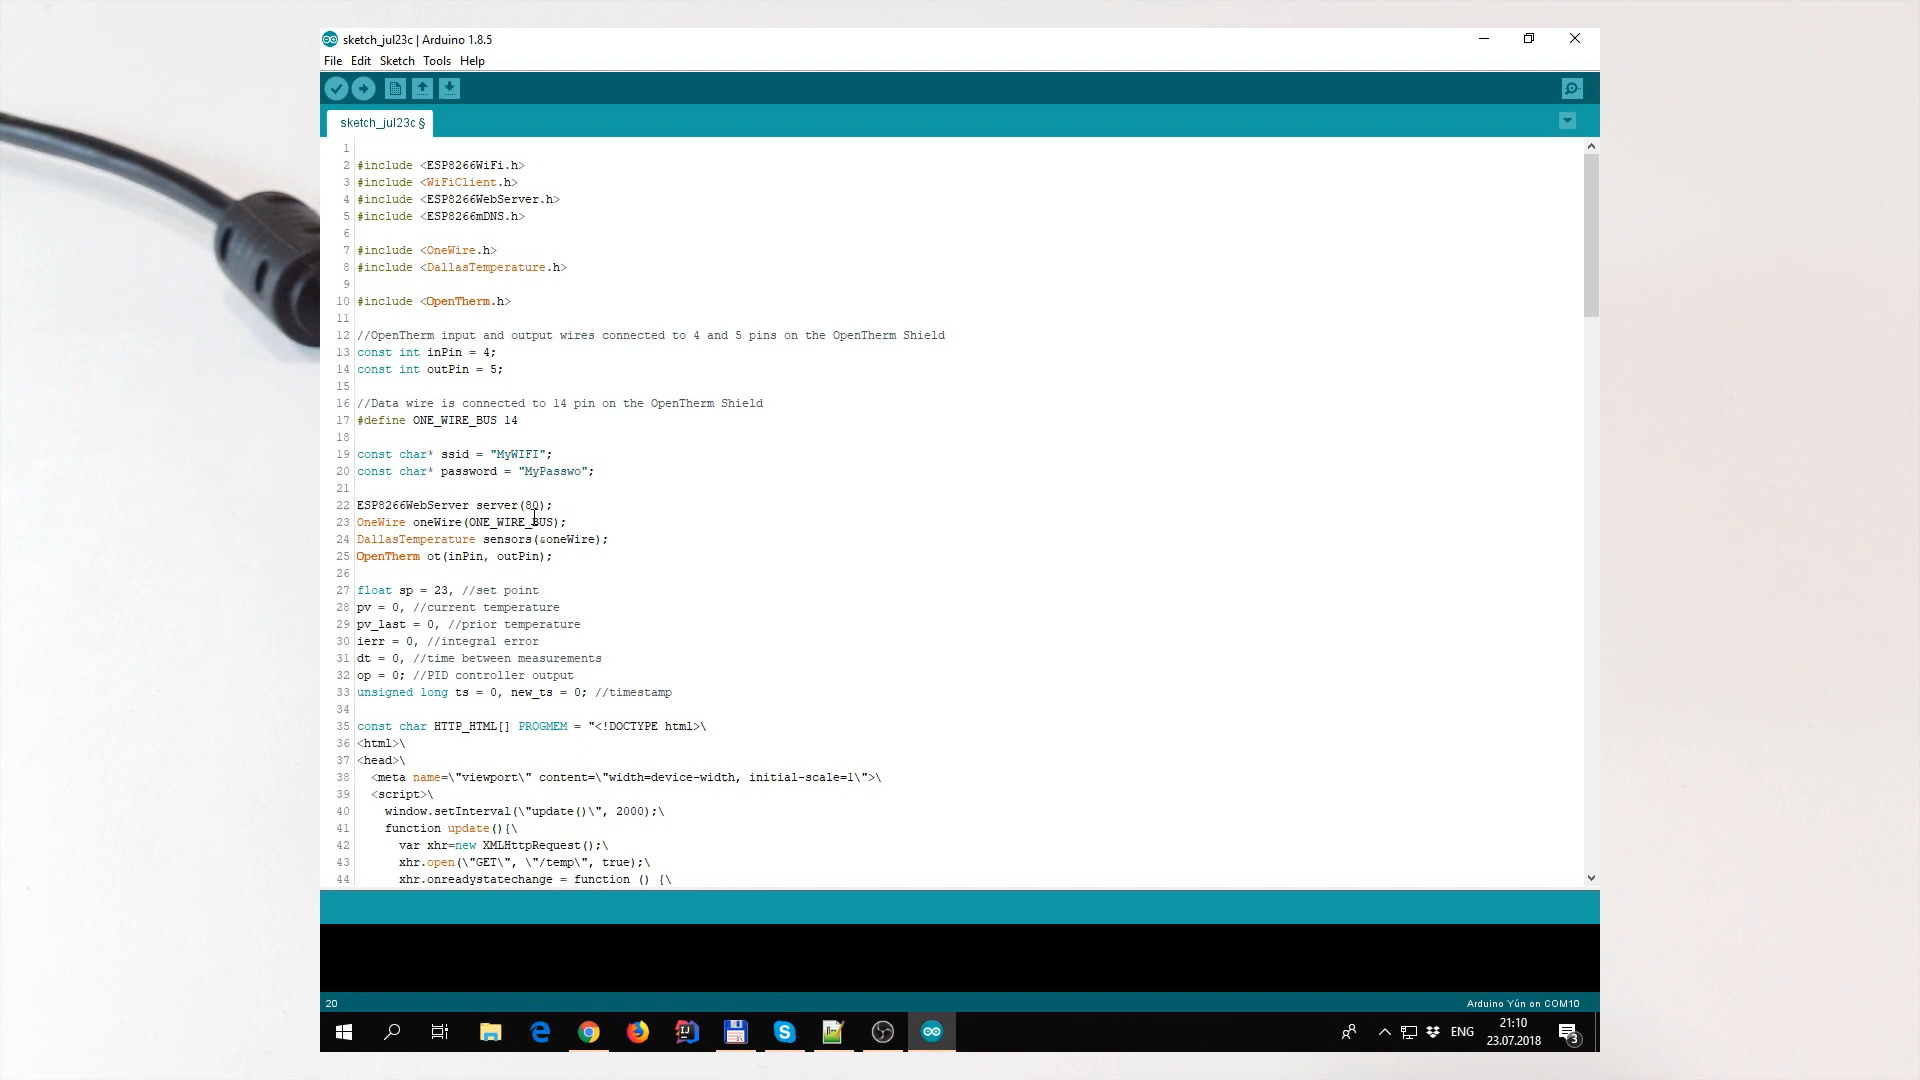 sketch_jul23c | Arduino 1.8.5
File Edit Sketch Tools Help
sketch_jul23c §
1
2 #include <ESP8266WiFi.h>
3 #include <WiFiClient.h>
4 #include <ESP8266WebServer.h>
5 #include <ESP8266mDNS.h>
6
7 #include <OneWire.h>
8 #include <DallasTemperature.h>
9
10 #include <OpenTherm.h>
11
12 //OpenTherm input and output wires connected to 4 and 5 pins on the OpenTherm Shield
13 const int inPin = 4;
14 const int outPin = 5;
15
16 //Data wire is connected to 14 pin on the OpenTherm Shield
17 #define ONE_WIRE_BUS 14
18
19 const char* ssid = "MyWIFI";
20 const char* password = "MyPasswo";
21
22 ESP8266WebServer server(80);
23 OneWire oneWire(ONE_WIRE_BUS);
24 DallasTemperature sensors(&oneWire);
25 OpenTherm ot(inPin, outPin);
26
27 float sp = 23, //set point
28 pv = 0, //current temperature
29 pv_last = 0, //prior temperature
30 ierr = 0, //integral error
31 dt = 0, //time between measurements
32 op = 0; //PID controller output
33 unsigned long ts = 0, new_ts = 0; //timestamp
34
35 const char HTTP_HTML[] PROGMEM = "<!DOCTYPE html>\
36 <html>\
37 <head>\
38 <meta name=\"viewport\" content=\"width=device-width, initial-scale=1\">\
39 <script>\
40 window.setInterval(\"update()\", 2000);\
41 function update(){\
42 var xhr=new XMLHttpRequest();\
43 xhr.open(\"GET\", \"/temp\", true);\
44 xhr.onreadystatechange = function () {\
20 Arduino Yún on COM10
ENG
21:10
23.07.2018
3